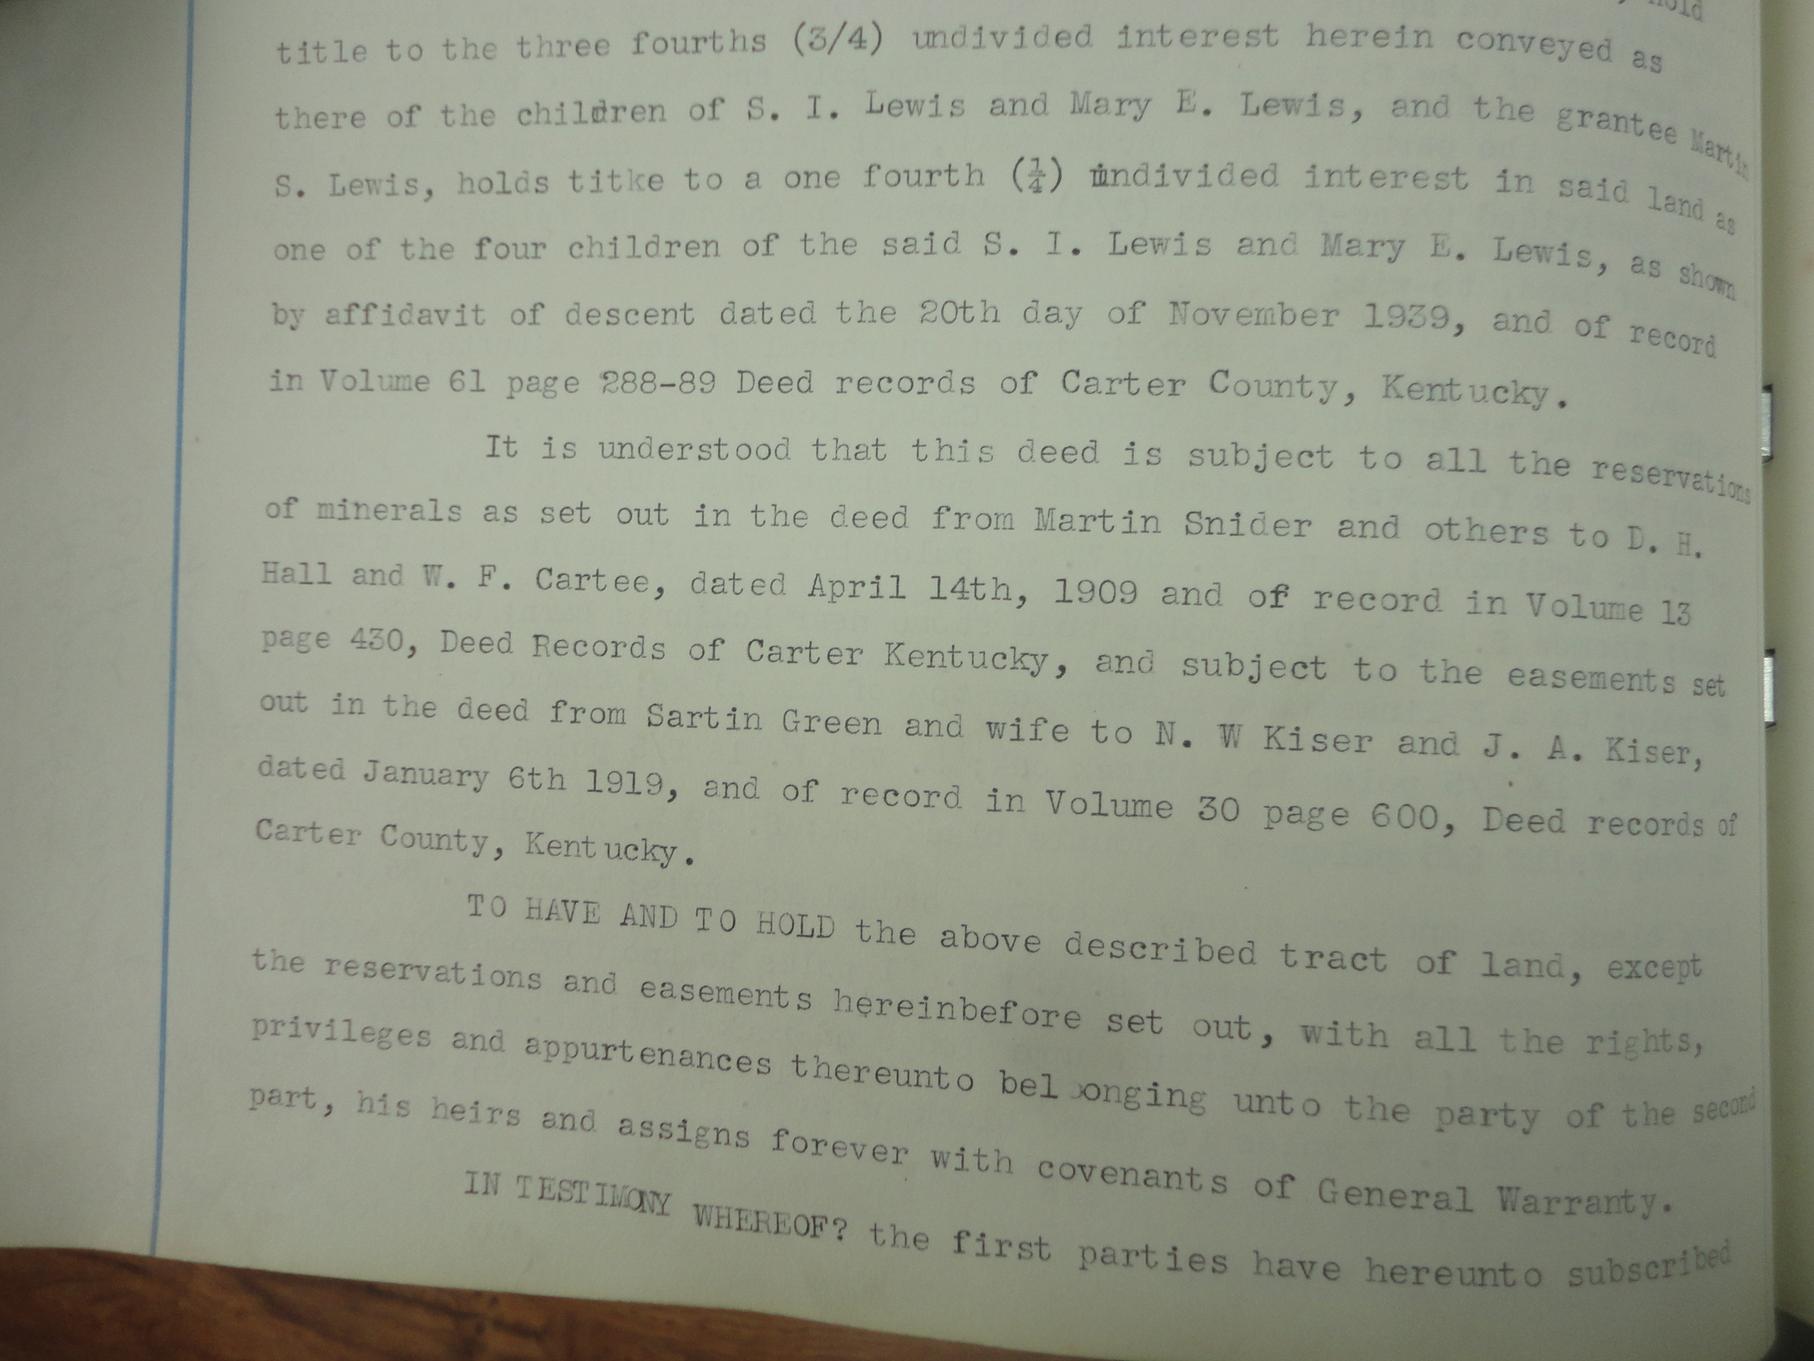 hold
title to the three fourths (3/4) undivided interest herein conveyed as
there of the children of S. I. Lewis and Mary E. Lewis, and the grantee Martin
S. Lewis, holds titke to a one fourth (¼) undivided interest in said land as
one of the four children of the said S. I. Lewis and Mary E. Lewis, as shown
by affidavit of descent dated the 20th day of November 1939, and of record
in Volume 61 page 288-89 Deed records of Carter County, Kentucky.
It is understood that this deed is subject to all the reservations
of minerals as set out in the deed from Martin Snider and others to D. H.
Hall and W. F. Cartee, dated April 14th, 1909 and of record in Volume 13
page 430, Deed Records of Carter Kentucky, and subject to the easements set
out in the deed from Sartin Green and wife to N. W Kiser and J. A. Kiser,
dated January 6th 1919, and of record in Volume 30 page 600, Deed records of
Carter County, Kentucky.
TO HAVE AND TO HOLD the above described tract of land, except
the reservations and easements hereinbefore set out, with all the rights,
privileges and appurtenances thereunto bel onging unto the party of the second
part, his heirs and assigns forever with covenants of General Warranty.
IN TESTIMONY WHEREOF? the first parties have hereunto subscribed